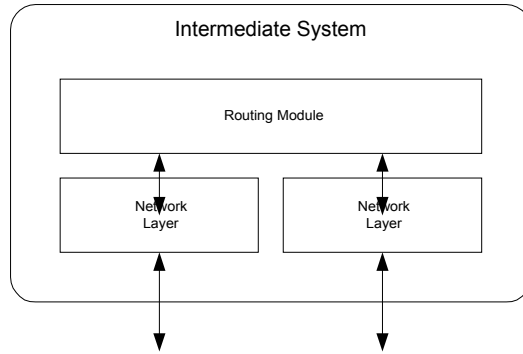 Intermediate System
Routing Module
Network
Layer
Network
Layer